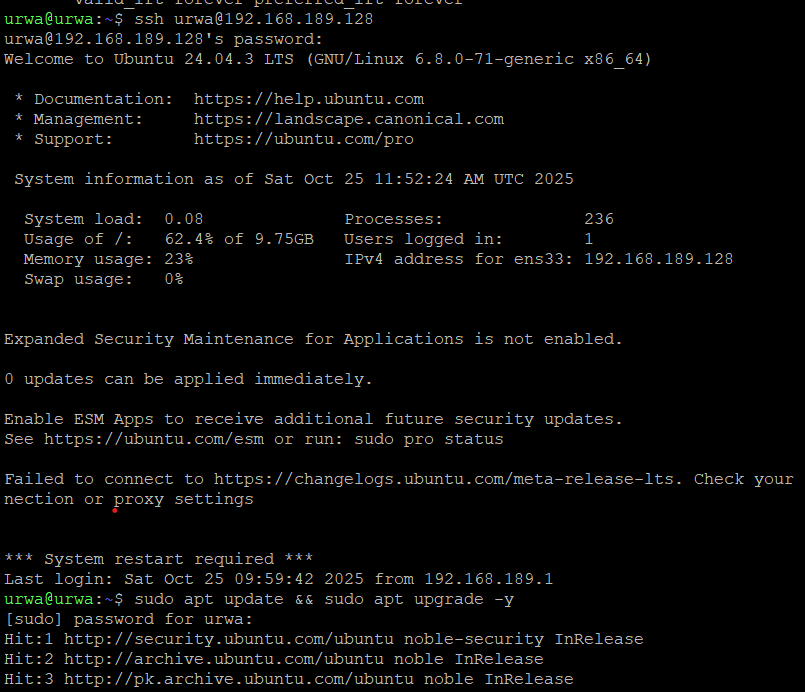 valid_lft forever preferred_lft forever
urwa@urwa:~$ ssh urwa@192.168.189.128
urwa@192.168.189.128's password:
Welcome to Ubuntu 24.04.3 LTS (GNU/Linux 6.8.0-71-generic x86_64)
* Documentation:  https://help.ubuntu.com
* Management:     https://landscape.canonical.com
* Support:        https://ubuntu.com/pro
System information as of Sat Oct 25 11:52:24 AM UTC 2025
System load:  0.08               Processes:              236
Usage of /:   62.4% of 9.75GB   Users logged in:        1
Memory usage: 23%               IPv4 address for ens33: 192.168.189.128
Swap usage:   0%
Expanded Security Maintenance for Applications is not enabled.
0 updates can be applied immediately.
Enable ESM Apps to receive additional future security updates.
See https://ubuntu.com/esm or run: sudo pro status
Failed to connect to https://changelogs.ubuntu.com/meta-release-lts. Check your
nection or proxy settings
*** System restart required ***
Last login: Sat Oct 25 09:59:42 2025 from 192.168.189.1
urwa@urwa:~$ sudo apt update && sudo apt upgrade -y
[sudo] password for urwa:
Hit:1 http://security.ubuntu.com/ubuntu noble-security InRelease
Hit:2 http://archive.ubuntu.com/ubuntu noble InRelease
Hit:3 http://pk.archive.ubuntu.com/ubuntu noble InRelease